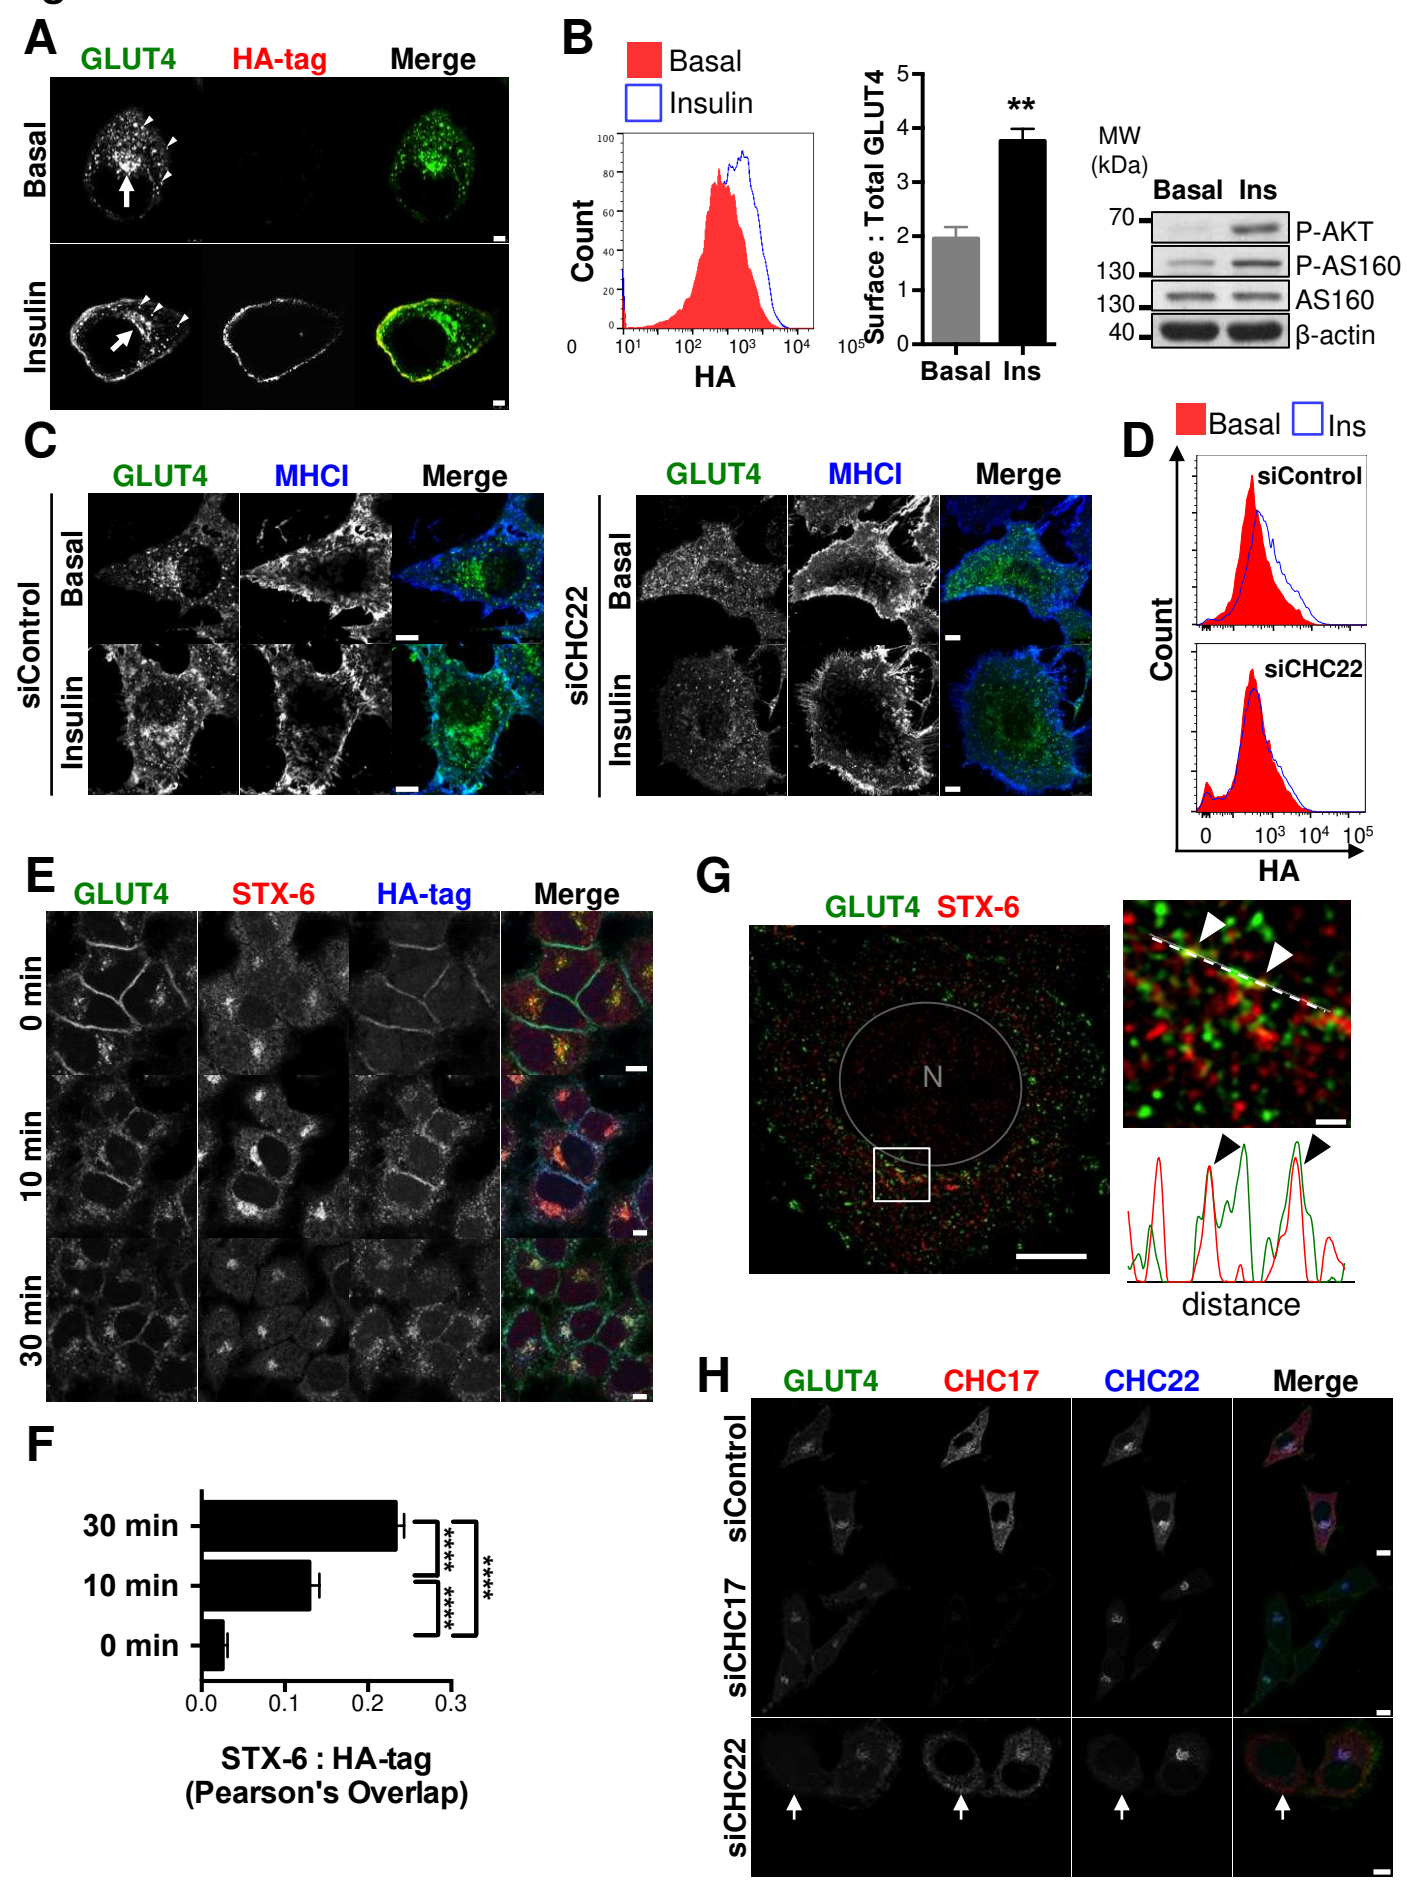 A
GLUT4
HA-tag
Merge
Basal
Insulin
B
Basal
Insulin
Count
100
80
60
40
20
0
0
10¹
10²
10³
10⁴
10⁵
HA
Surface : Total GLUT4
5
4
3
2
1
0
**
Basal
Ins
MW
(kDa)
Basal
Ins
70
P-AKT
130
P-AS160
130
AS160
40
β-actin
C
GLUT4
MHCI
Merge
siControl
Basal
Insulin
GLUT4
MHCI
Merge
siCHC22
Basal
Insulin
D
Basal
Ins
siControl
siCHC22
Count
0
10³
10⁴
10⁵
HA
E
GLUT4
STX-6
HA-tag
Merge
0 min
10 min
30 min
F
30 min
10 min
0 min
****
****
****
0.0
0.1
0.2
0.3
STX-6 : HA-tag
(Pearson's Overlap)
G
GLUT4
STX-6
N
distance
H
GLUT4
CHC17
CHC22
Merge
siControl
siCHC17
siCHC22